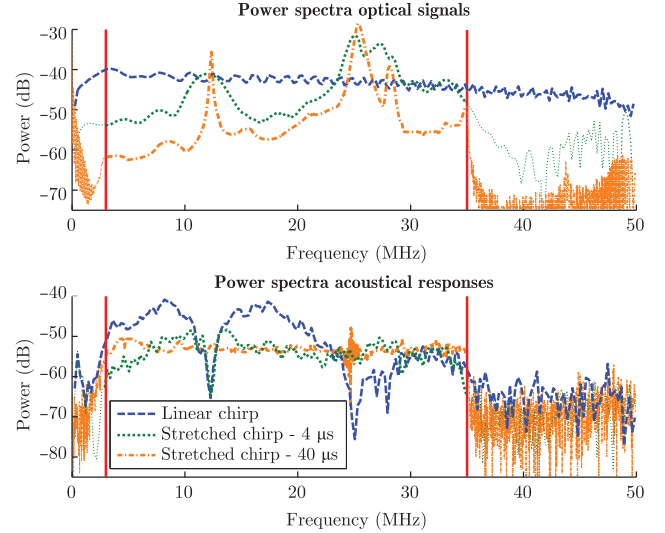 Power spectra optical signals
Power (dB)
−30
−40
−50
−60
−70
0
10
20
30
40
50
Frequency (MHz)
Power spectra acoustical responses
Power (dB)
−40
−50
−60
−70
−80
Linear chirp
Stretched chirp - 4 μs
Stretched chirp - 40 μs
0
10
20
30
40
50
Frequency (MHz)